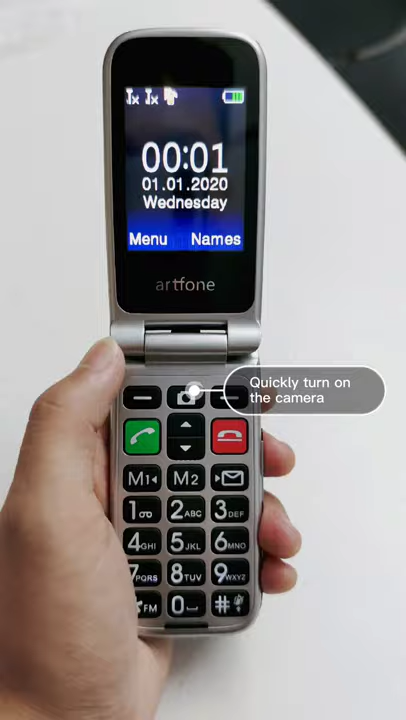 00:01
01.01.2020
Wednesday
Menu Names
artfone
Quickly turn on
the camera
M1 M2
1 2ABC 3DEF
4GHI 5JKL 6MNO
7PQRS 8TUV 9WXYZ
*FM 0 #